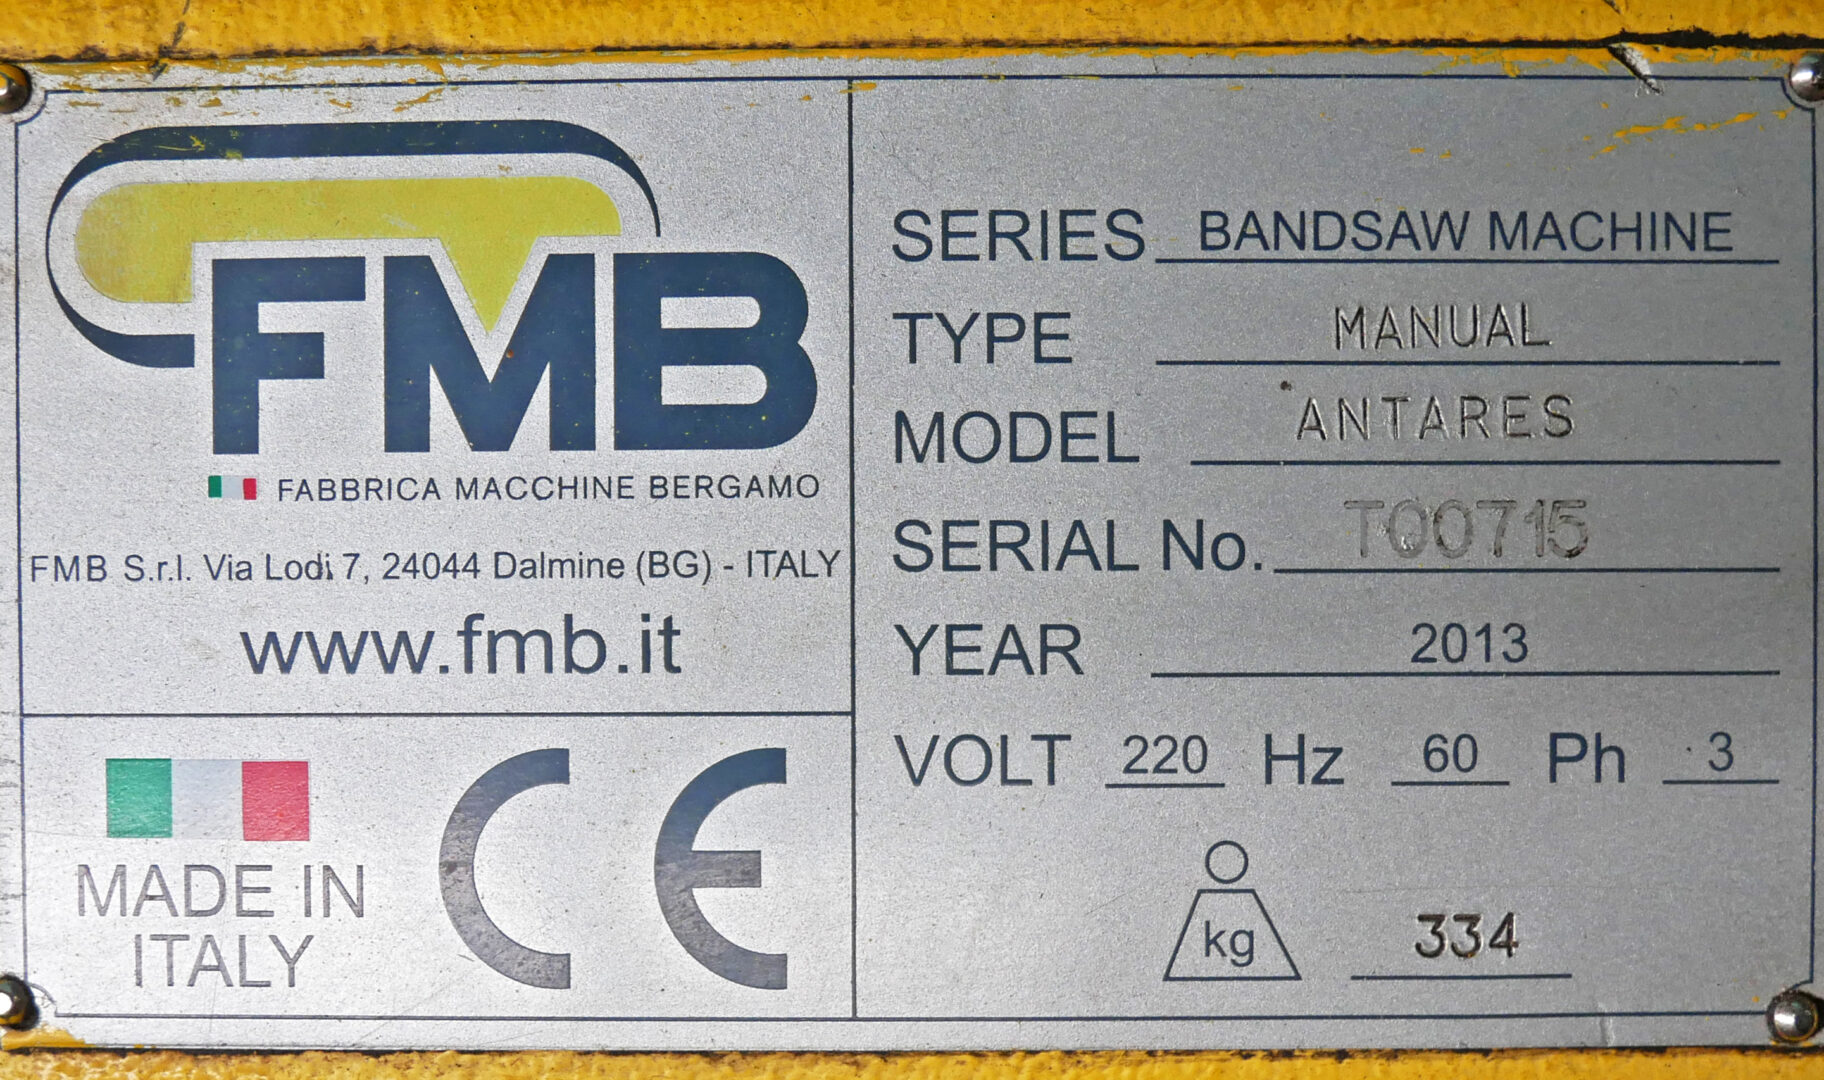 FMB
FABBRICA MACCHINE BERGAMO
FMB S.r.l. Via Lodi 7, 24044 Dalmine (BG) - ITALY
www.fmb.it
MADE IN
ITALY
CE
SERIES BANDSAW MACHINE
TYPE MANUAL
MODEL ANTARES
SERIAL No. T00715
YEAR 2013
VOLT 220 Hz 60 Ph 3
kg 334